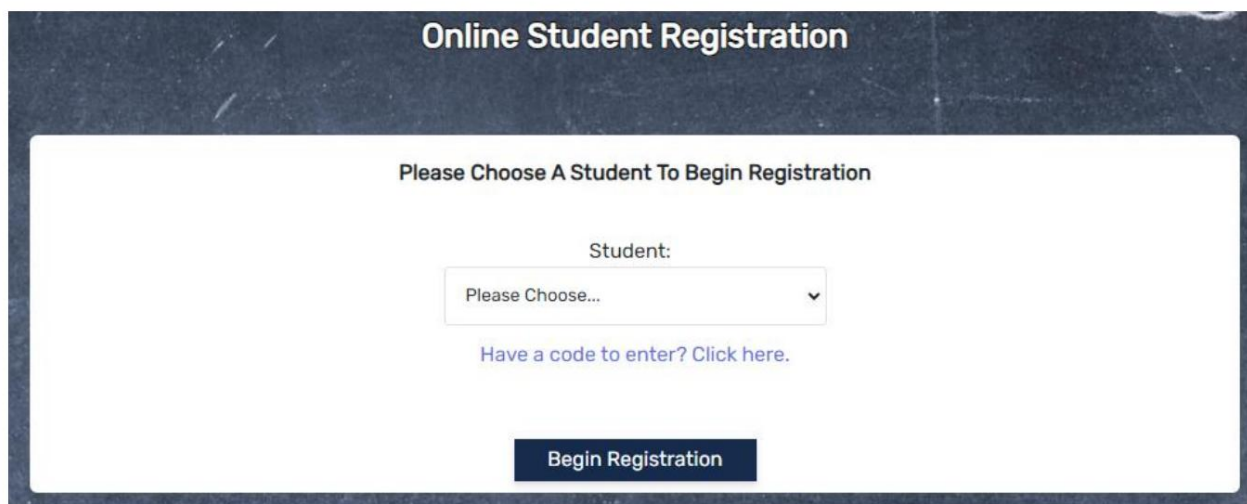 Online Student Registration
Please Choose A Student To Begin Registration
Student:
Please Choose...
Have a code to enter? Click here.
Begin Registration